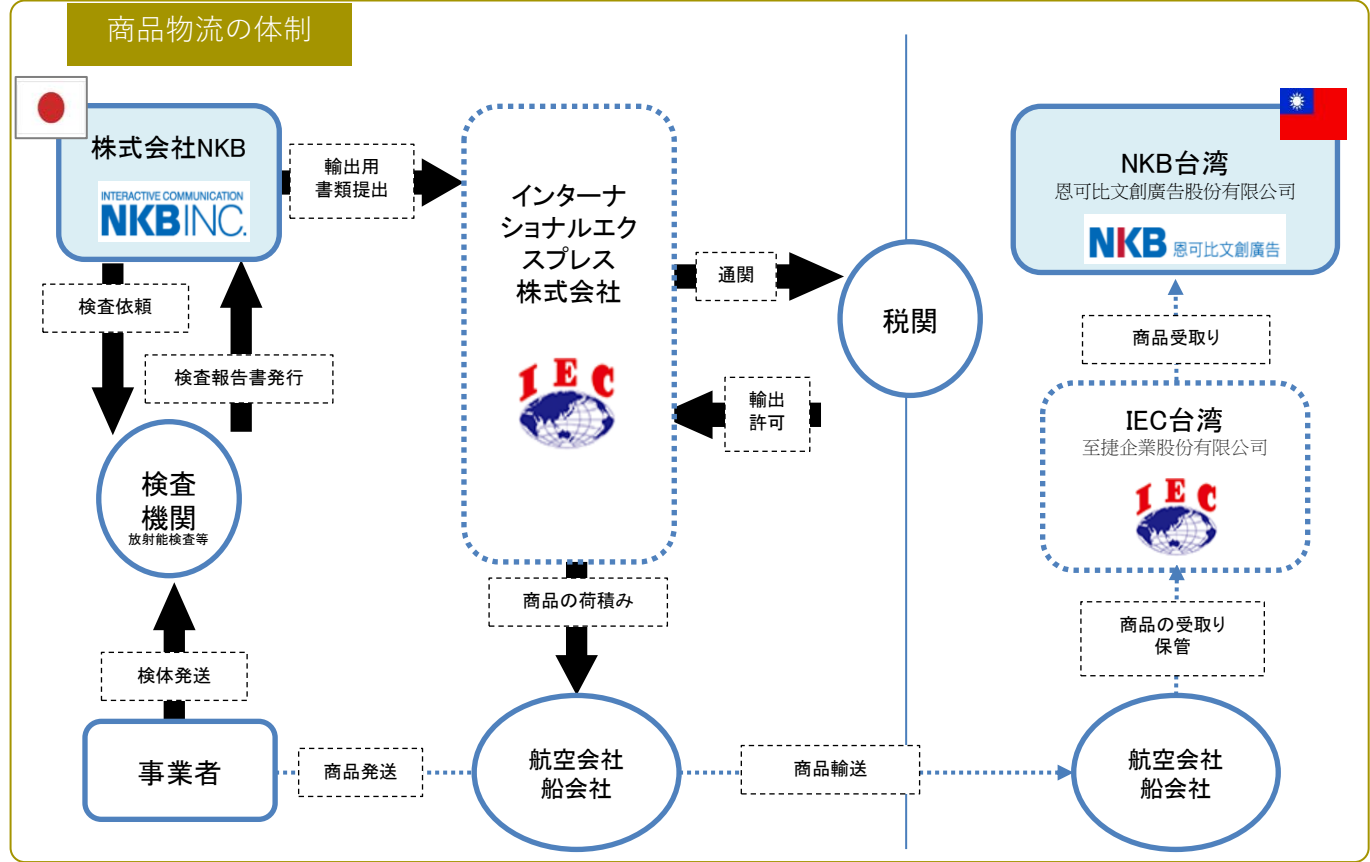 商品物流の体制
株式会社NKB
INTERACTIVE COMMUNICATION
NKB INC.
輸出用
書類提出
インターナ
ショナルエク
スプレス
株式会社
IEC
通関
税関
輸出
許可
NKB台湾
恩可比文創廣告股份有限公司
NKB 恩可比文創廣告
商品受取り
IEC台湾
至捷企業股份有限公司
IEC
検査依頼
検査報告書発行
検査
機関
放射能検査等
商品の荷積み
商品の受取り
保管
検体発送
事業者
商品発送
航空会社
船会社
商品輸送
航空会社
船会社